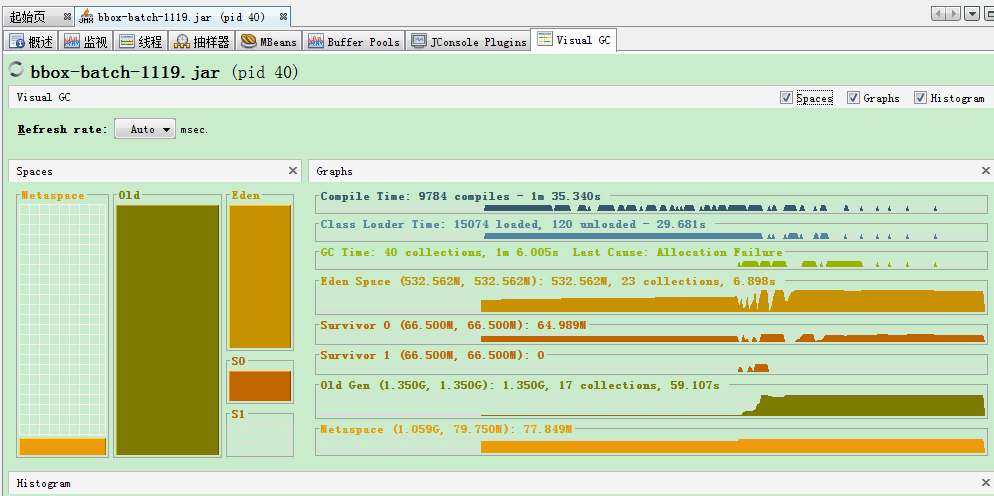 起始页
JMX
bbox-batch-1119.jar (pid 40)
概述
监视
线程
抽样器
MBeans
Buffer Pools
JConsole Plugins
Visual GC
bbox-batch-1119.jar (pid 40)
Visual GC
Spaces
Graphs
Histogram
Refresh rate:
Auto
msec.
Spaces
Metaspace
Old
Eden
S0
S1
Graphs
Compile Time: 9784 compiles - 1m 35.340s
Class Loader Time: 15074 loaded, 120 unloaded - 29.681s
GC Time: 40 collections, 1m 6.005s Last Cause: Allocation Failure
Eden Space (532.562M, 532.562M): 532.562M, 23 collections, 6.898s
Survivor 0 (66.500M, 66.500M): 64.989M
Survivor 1 (66.500M, 66.500M): 0
Old Gen (1.350G, 1.350G): 1.350G, 17 collections, 59.107s
Metaspace (1.059G, 79.750M): 77.849M
Histogram